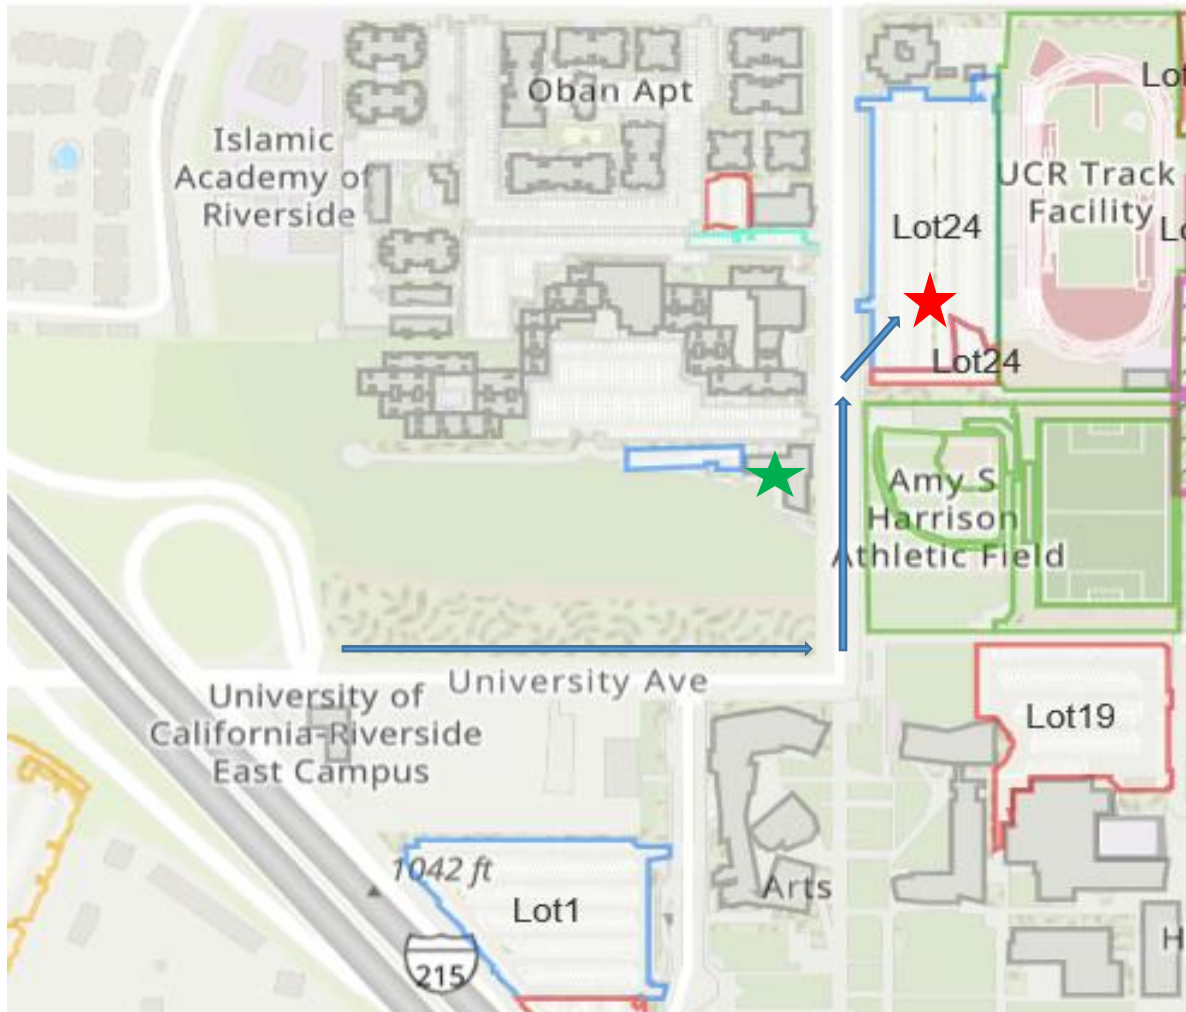 Oban Apt
Islamic
Academy of
Riverside
Lot
UCR Track
Facility
Lot24
Lot24
Amy S
Harrison
Athletic Field
University Ave
University of
California-Riverside
East Campus
Lot19
1042 ft
Lot1
Arts
215
H